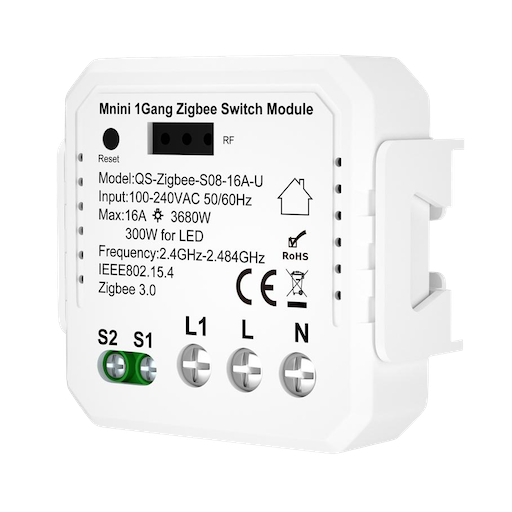 Mnini 1Gang Zigbee Switch Module
RF
Reset
Model:QS-Zigbee-S08-16A-U
Input:100-240VAC 50/60Hz
Max:16A 3680W
300W for LED
RoHS
Frequency:2.4GHz-2.484GHz
IEEE802.15.4
Zigbee 3.0
CE
S2 S1 L1 L N